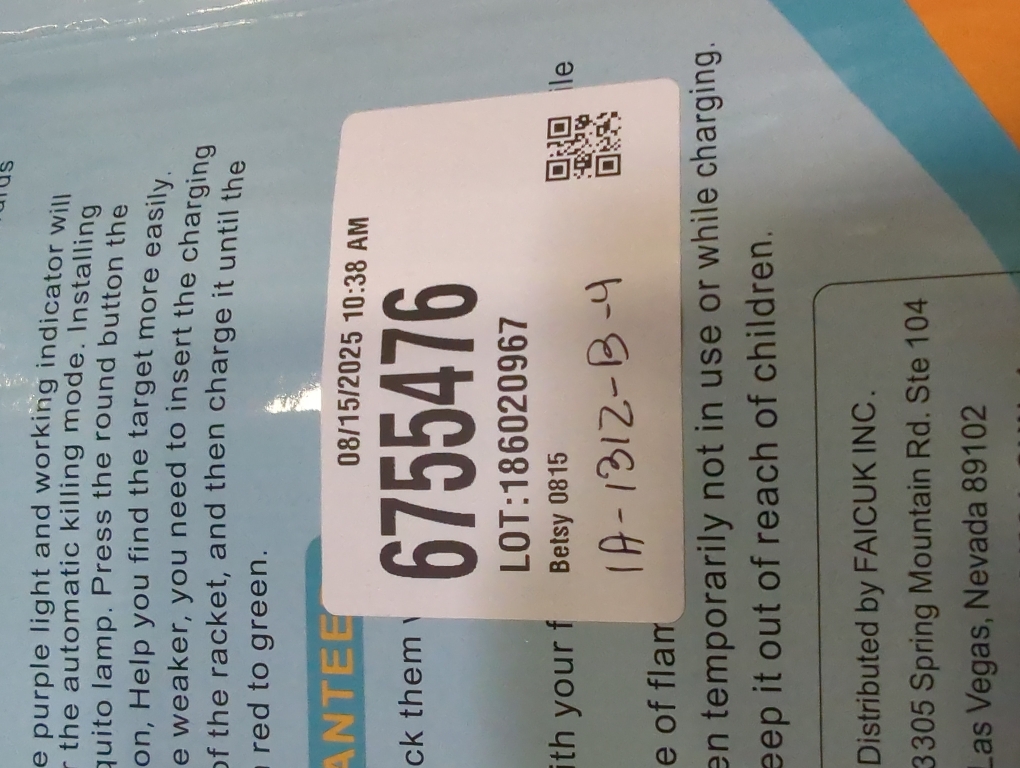 e purple light and working indicator will
the automatic killing mode. Installing
quito lamp. Press the round button the
on, Help you find the target more easily.
e weaker, you need to insert the charging
of the racket, and then charge it until the
red to green.
ANTEE
ck them
ith your f
ile
e of flam
en temporarily not in use or while charging.
eep it out of reach of children.
08/15/2025 10:38 AM
6755476
LOT:186020967
Betsy 0815
1A-1312-B-4
Distributed by FAICUK INC.
3305 Spring Mountain Rd. Ste 104
Las Vegas, Nevada 89102